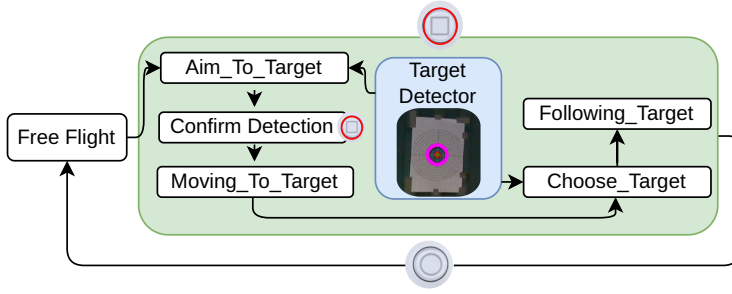 Aim_To_Target
Target
Detector
Free Flight
Confirm Detection
Following_Target
Moving_To_Target
Choose_Target